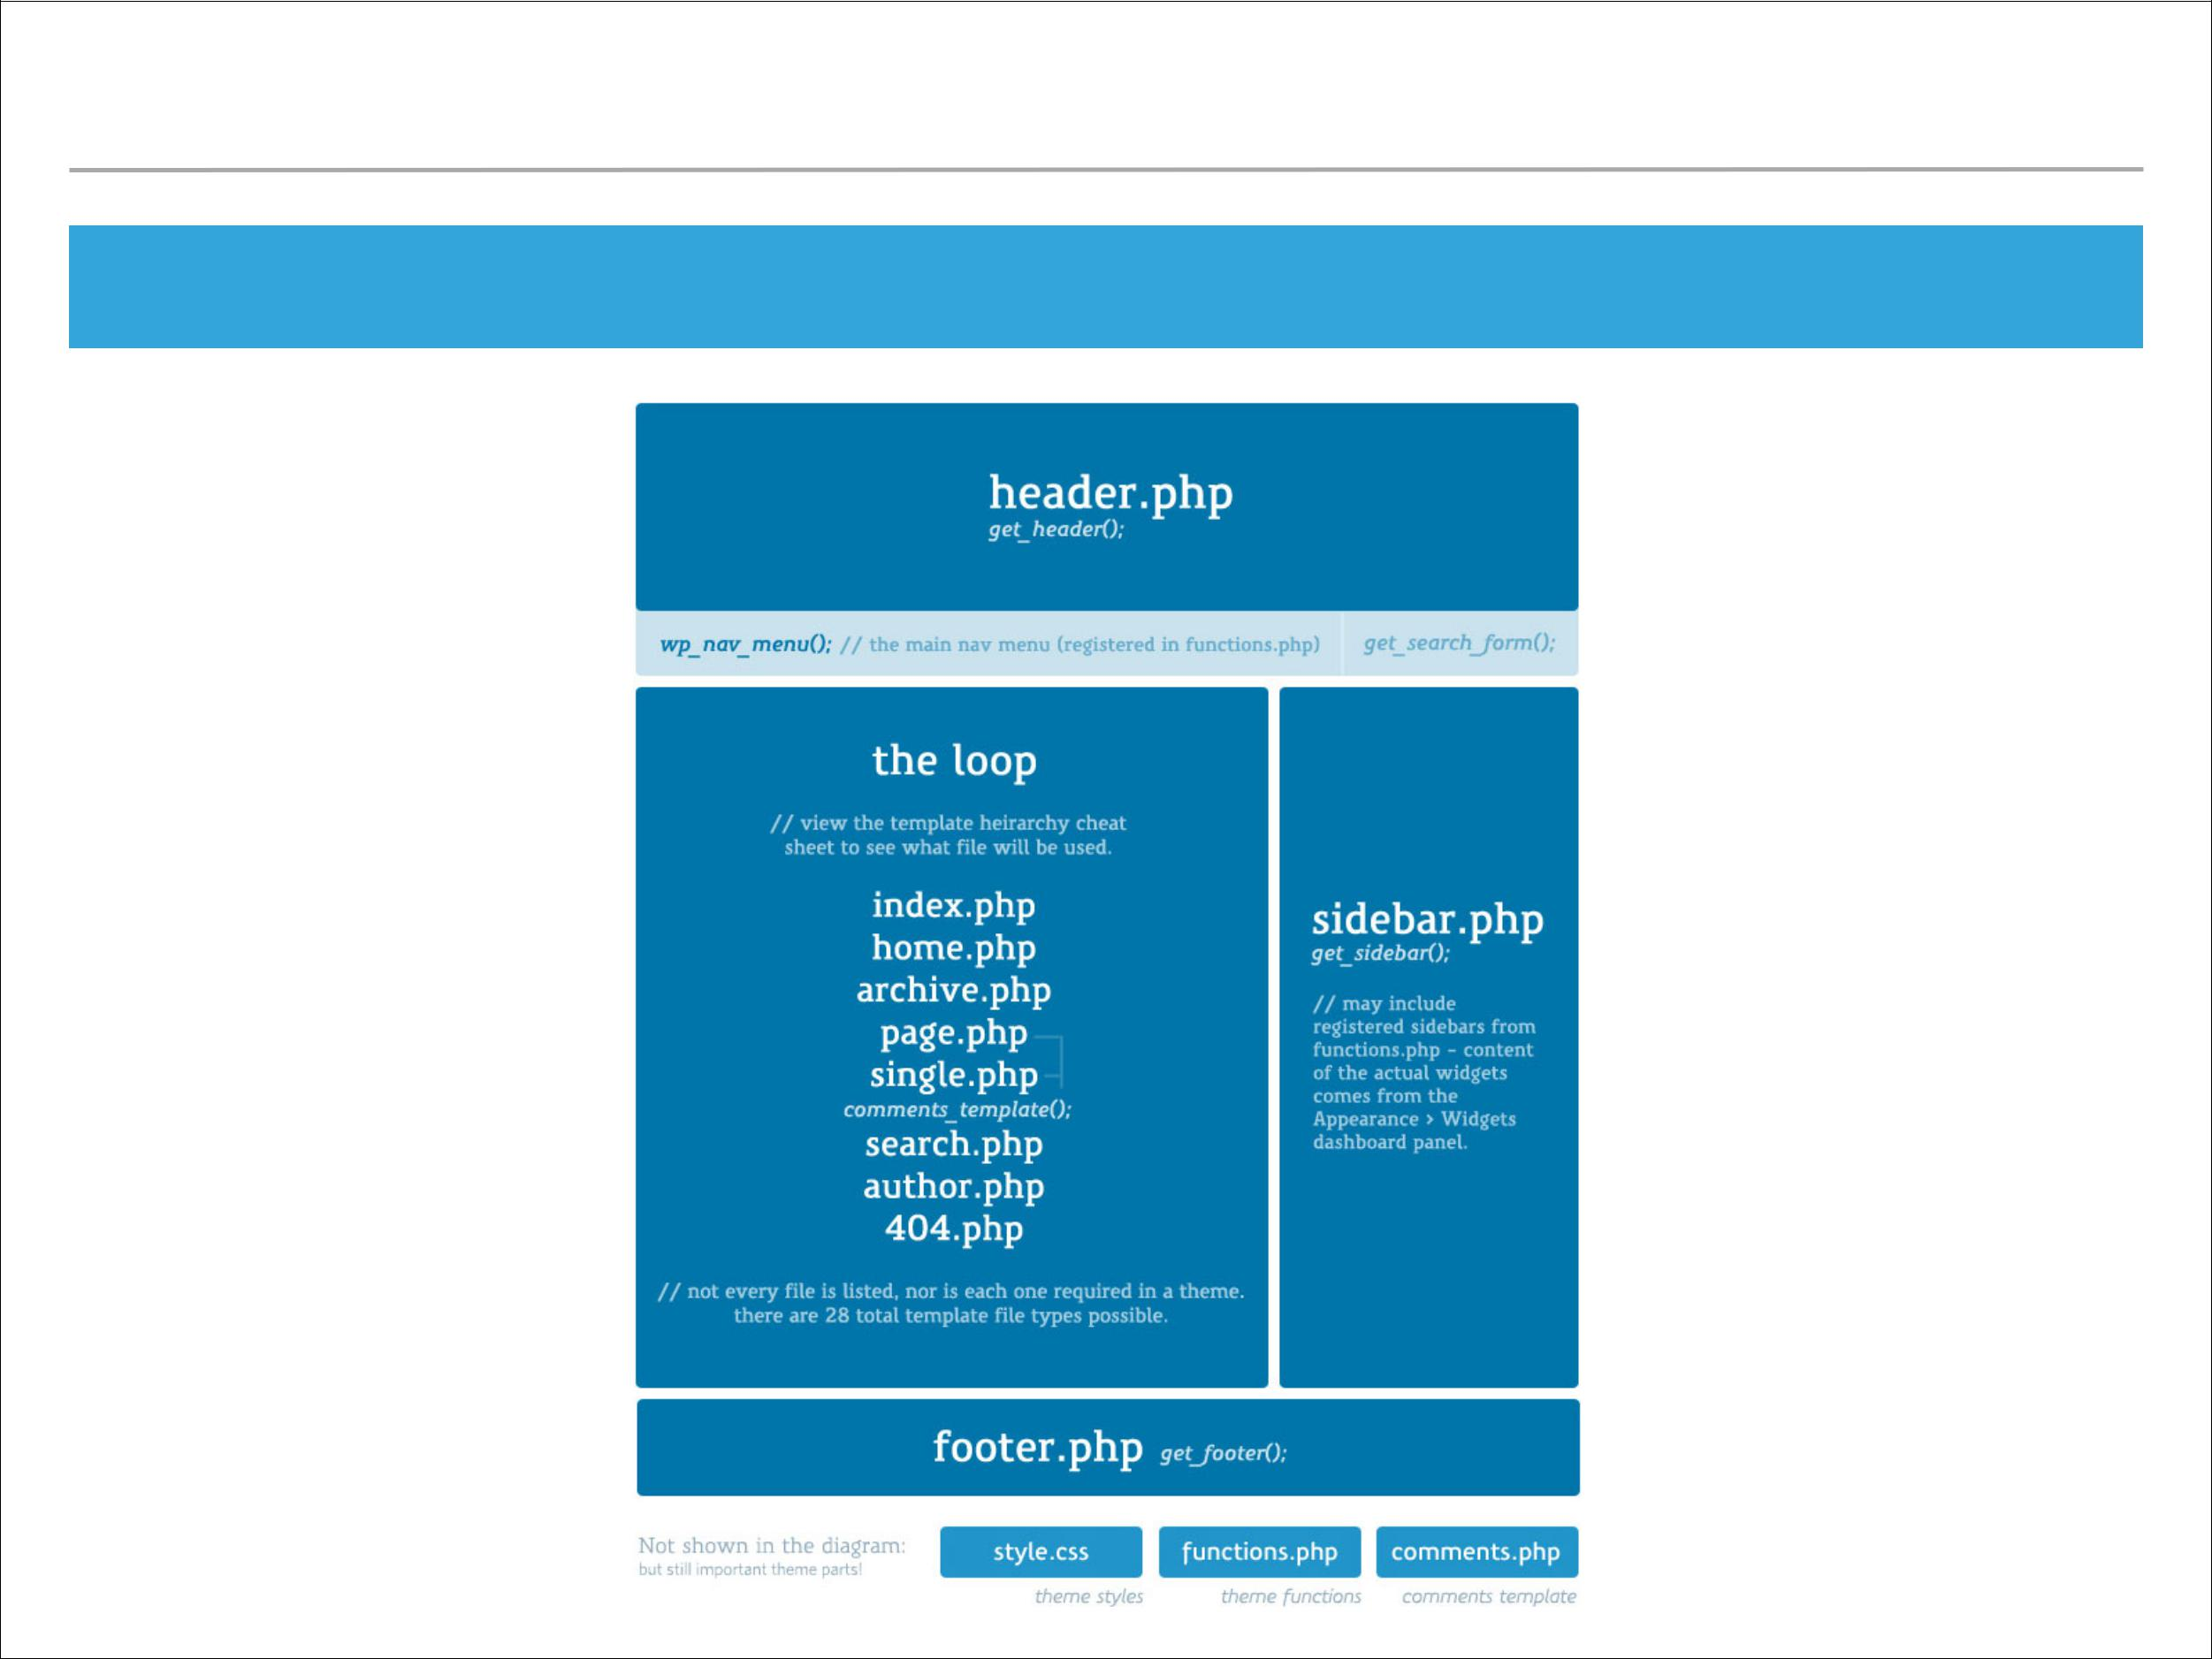 header.php
get_header();
wp_nav_menu(); // the main nav menu (registered in functions.php)
get_search_form();
the loop
// view the template heirarchy cheat
sheet to see what file will be used.
index.php
home.php
archive.php
page.php
single.php
comments_template();
search.php
author.php
404.php
// not every file is listed, nor is each one required in a theme.
there are 28 total template file types possible.
sidebar.php
get_sidebar();
// may include
registered sidebars from
functions.php - content
of the actual widgets
comes from the
Appearance > Widgets
dashboard panel.
footer.php get_footer();
Not shown in the diagram:
but still important theme parts!
style.css
theme styles
functions.php
theme functions
comments.php
comments template